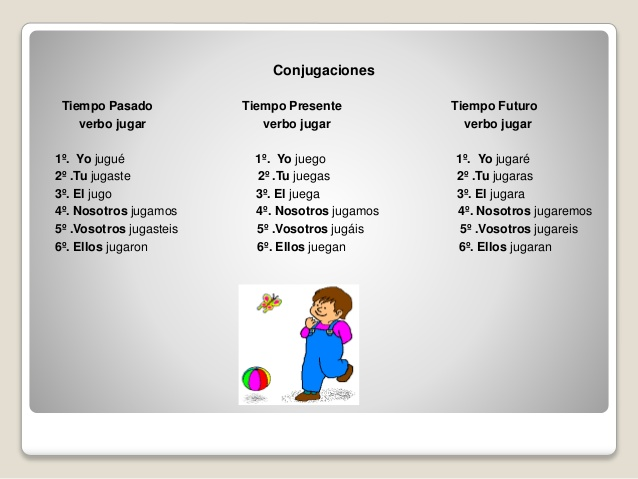 Conjugaciones
Tiempo Pasado Tiempo Presente Tiempo Futuro
verbo jugar verbo jugar verbo jugar
1º. Yo jugué 1º. Yo juego 1º. Yo jugaré
2º .Tu jugaste 2º .Tu juegas 2º .Tu jugaras
3º. El jugo 3º. El juega 3º. El jugara
4º. Nosotros jugamos 4º. Nosotros jugamos 4º. Nosotros jugaremos
5º .Vosotros jugasteis 5º .Vosotros jugáis 5º .Vosotros jugareis
6º. Ellos jugaron 6º. Ellos juegan 6º. Ellos jugaran